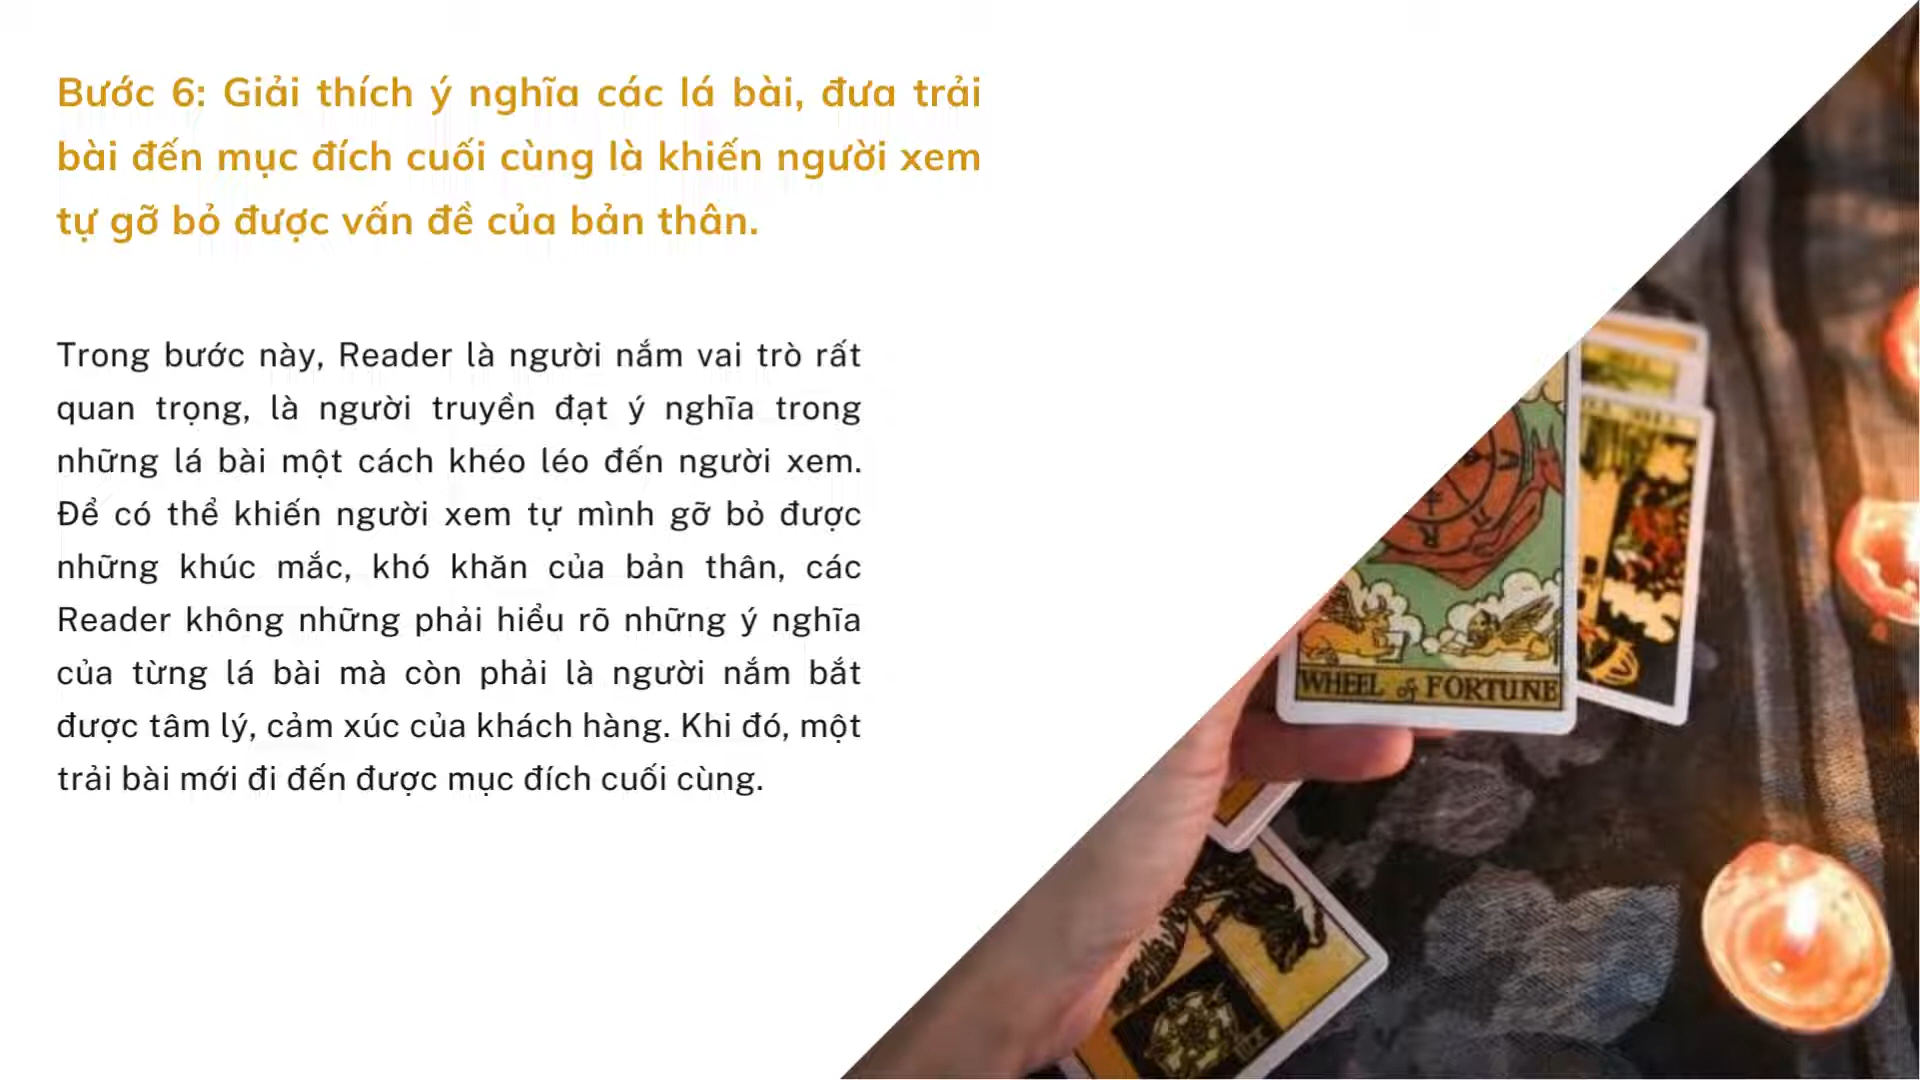 Bước 6: Giải thích ý nghĩa các lá bài, đưa trải
bài đến mục đích cuối cùng là khiến người xem
tự gỡ bỏ được vấn đề của bản thân.
Trong bước này, Reader là người nắm vai trò rất
quan trọng, là người truyền đạt ý nghĩa trong
những lá bài một cách khéo léo đến người xem.
Để có thể khiến người xem tự mình gỡ bỏ được
những khúc mắc, khó khăn của bản thân, các
Reader không những phải hiểu rõ những ý nghĩa
của từng lá bài mà còn phải là người nắm bắt
được tâm lý, cảm xúc của khách hàng. Khi đó, một
trải bài mới đi đến được mục đích cuối cùng.
WHEEL of FORTUNE